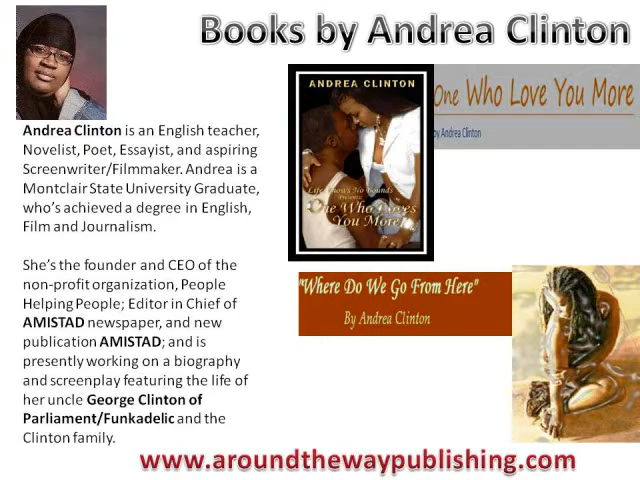 Books by Andrea Clinton
Andrea Clinton is an English teacher,
Novelist, Poet, Essayist, and aspiring
Screenwriter/Filmmaker. Andrea is a
Montclair State University Graduate,
who's achieved a degree in English,
Film and Journalism.
She's the founder and CEO of the
non-profit organization, People
Helping People; Editor in Chief of
AMISTAD newspaper, and new
publication AMISTAD; and is
presently working on a biography
and screenplay featuring the life of
her uncle George Clinton of
Parliament/Funkadelic and the
Clinton family.
ANDREA CLINTON
Life Knows No Bounds
Presents:
One Who Loves
You More
One Who Love You More
by Andrea Clinton
"Where Do We Go From Here"
By Andrea Clinton
www.aroundthewaypublishing.com